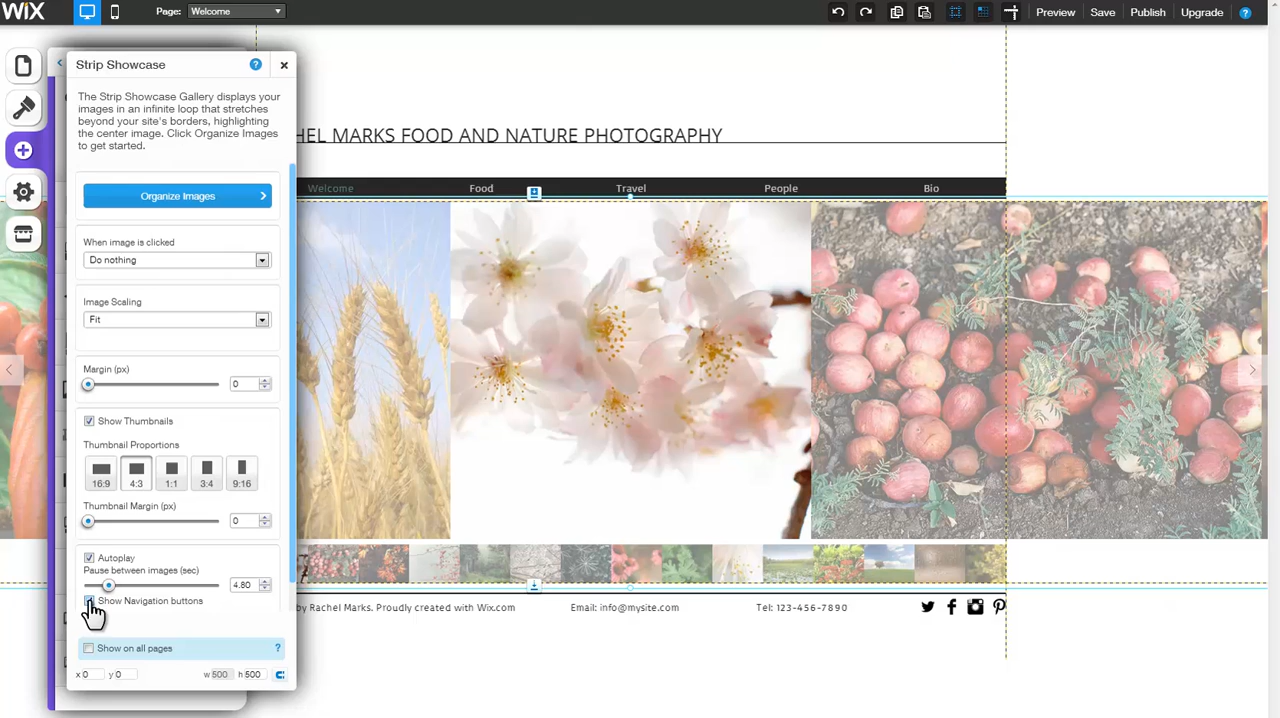 WiX
Page:
Welcome
Preview
Save
Publish
Upgrade
?
Strip Showcase
?
The Strip Showcase Gallery displays your
images in an infinite loop that stretches
beyond your site's borders, highlighting
the center image. Click Organize Images
to get started.
Organize Images
When image is clicked
Do nothing
Image Scaling
Fit
Margin (px)
0
Show Thumbnails
Thumbnail Proportions
16:9
4:3
1:1
3:4
9:16
Thumbnail Margin (px)
0
Autoplay
Pause between images (sec)
4.80
Show Navigation buttons
Show on all pages
?
x 0
y 0
w 500
h 500
HEL MARKS FOOD AND NATURE PHOTOGRAPHY
Welcome
Food
Travel
People
Bio
by Rachel Marks. Proudly created with Wix.com
Email: info@mysite.com
Tel: 123-456-7890